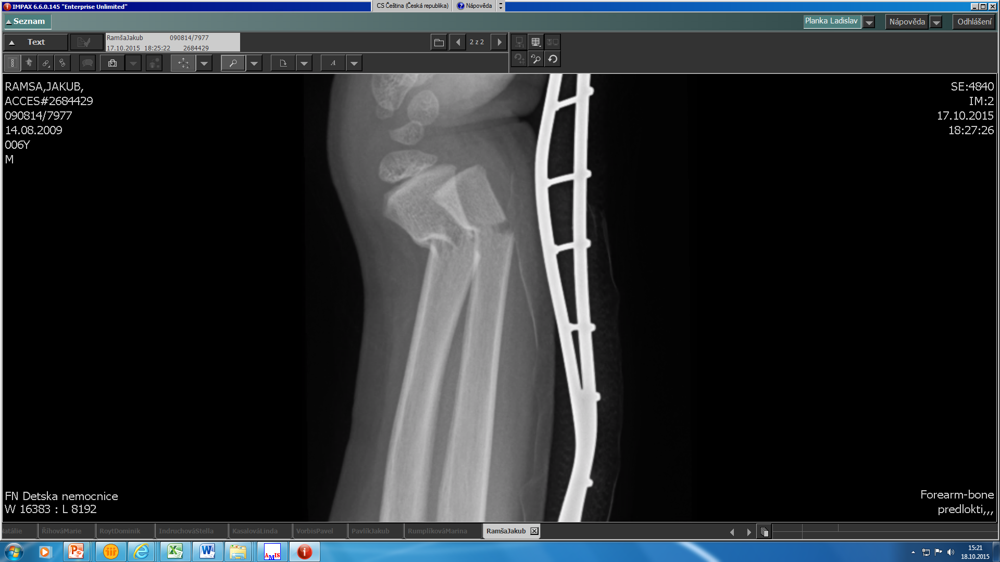 IMPAX 6.6.0.145 "Enterprise Unlimited"
CS Čeština (Česká republika)
Nápověda
Seznam
Planka Ladislav
Nápověda
Odhlášení
Text
RamšaJakub 090814/7977
17.10.2015 18:25:22 2684429
2 z 2
A
RAMSA,JAKUB,
ACCES#2684429
090814/7977
14.08.2009
006Y
M
SE:4840
IM:2
17.10.2015
18:27:26
FN Detska nemocnice
W 16383 : L 8192
Forearm-bone
predlokti,,,
latálie
ŘíhováMarie
RoytDominik
IndruchováStella
KasalováLinda
VorbisPavel
PavlíkJakub
RumplíkováMarina
RamšaJakub
AMIS
15:21
18.10.2015